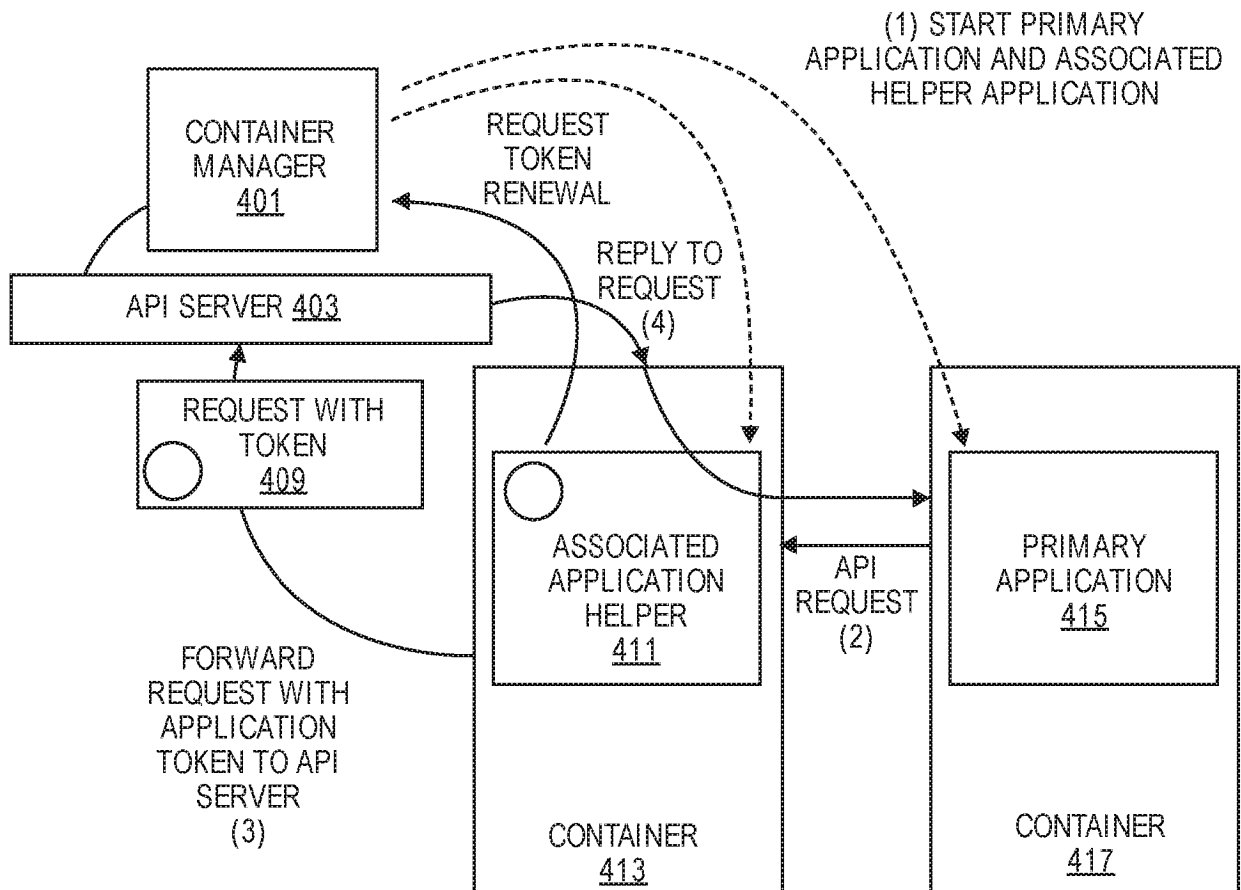 (1) START PRIMARY
APPLICATION AND ASSOCIATED
HELPER APPLICATION
CONTAINER
MANAGER
401
REQUEST
TOKEN
RENEWAL
REPLY TO
REQUEST
(4)
API SERVER 403
REQUEST WITH
TOKEN
409
ASSOCIATED
APPLICATION
HELPER
411
API
REQUEST
(2)
PRIMARY
APPLICATION
415
FORWARD
REQUEST WITH
APPLICATION
TOKEN TO API
SERVER
(3)
CONTAINER
413
CONTAINER
417